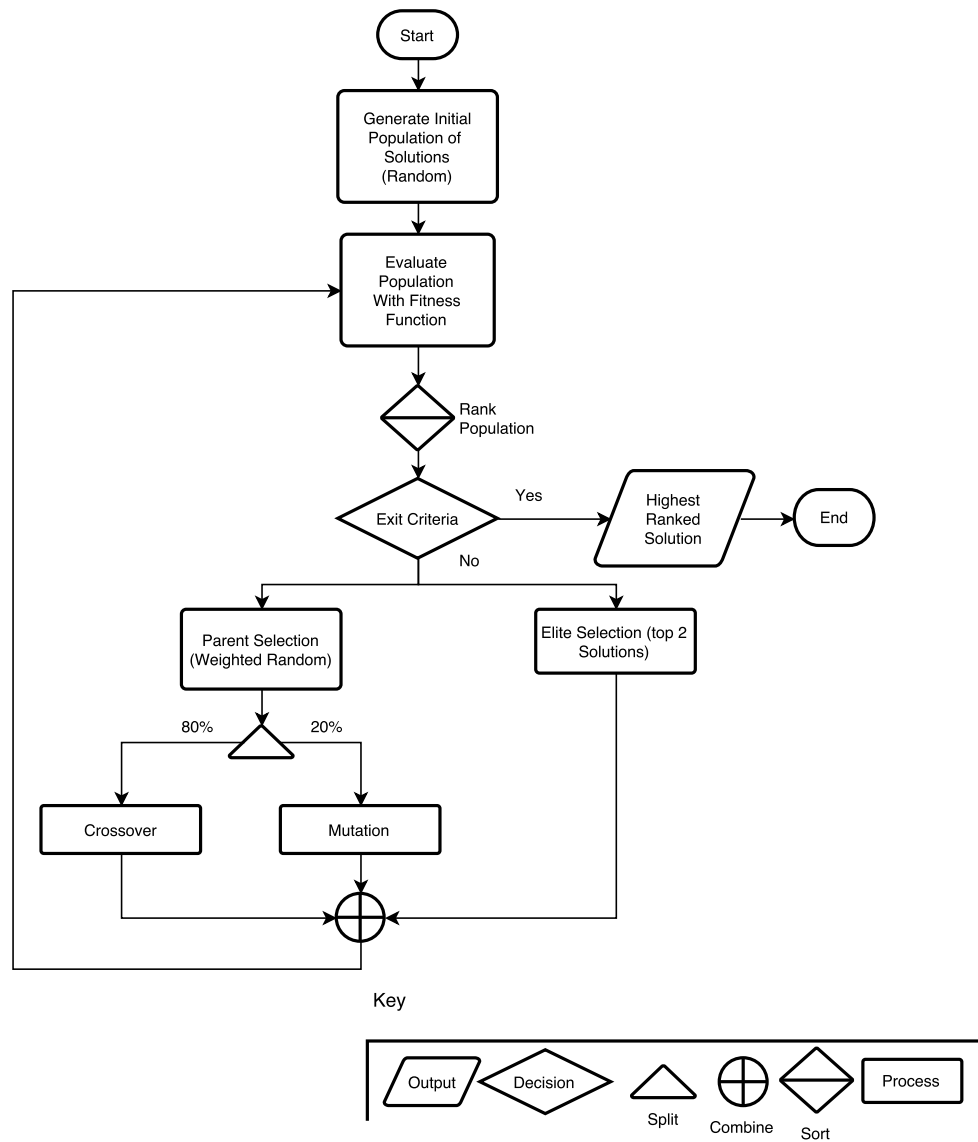 Start
Generate Initial
Population of
Solutions
(Random)
Evaluate
Population
With Fitness
Function
Rank
Population
Exit Criteria
Yes
Highest
Ranked
Solution
End
No
Parent Selection
(Weighted Random)
Elite Selection (top 2
Solutions)
80%
20%
Crossover
Mutation
Key
Output
Decision
Split
Combine
Sort
Process